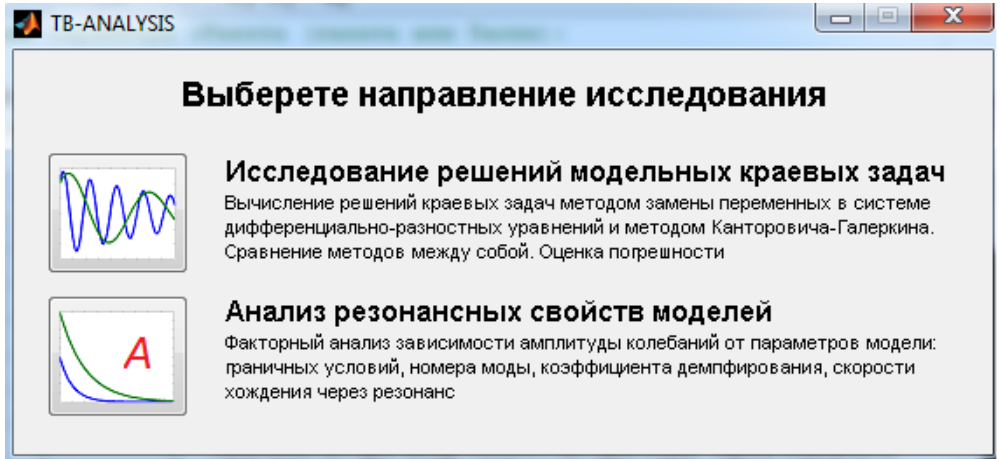 TB-ANALYSIS
Выберете направление исследования
Исследование решений модельных краевых задач
Вычисление решений краевых задач методом замены переменных в системе
дифференциально-разностных уравнений и методом Канторовича-Галеркина.
Сравнение методов между собой. Оценка погрешности
Анализ резонансных свойств моделей
A
Факторный анализ зависимости амплитуды колебаний от параметров модели:
граничных условий, номера моды, коэффициента демпфирования, скорости
хождения через резонанс